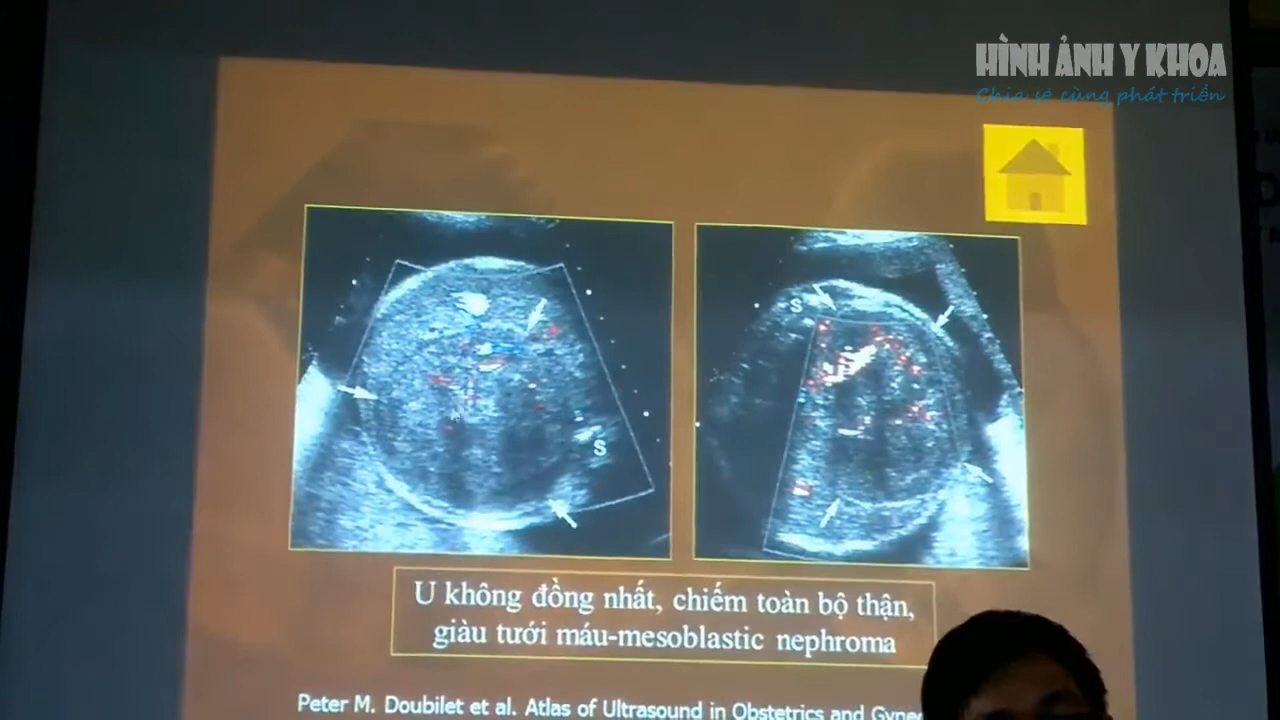 HÌNH ẢNH Y KHOA
Chia sẻ cùng phát triển
S
S
U không đồng nhất, chiếm toàn bộ thận,
giàu tưới máu-mesoblastic nephroma
Peter M. Doubilet et al. Atlas of Ultrasound in Obstetrics and